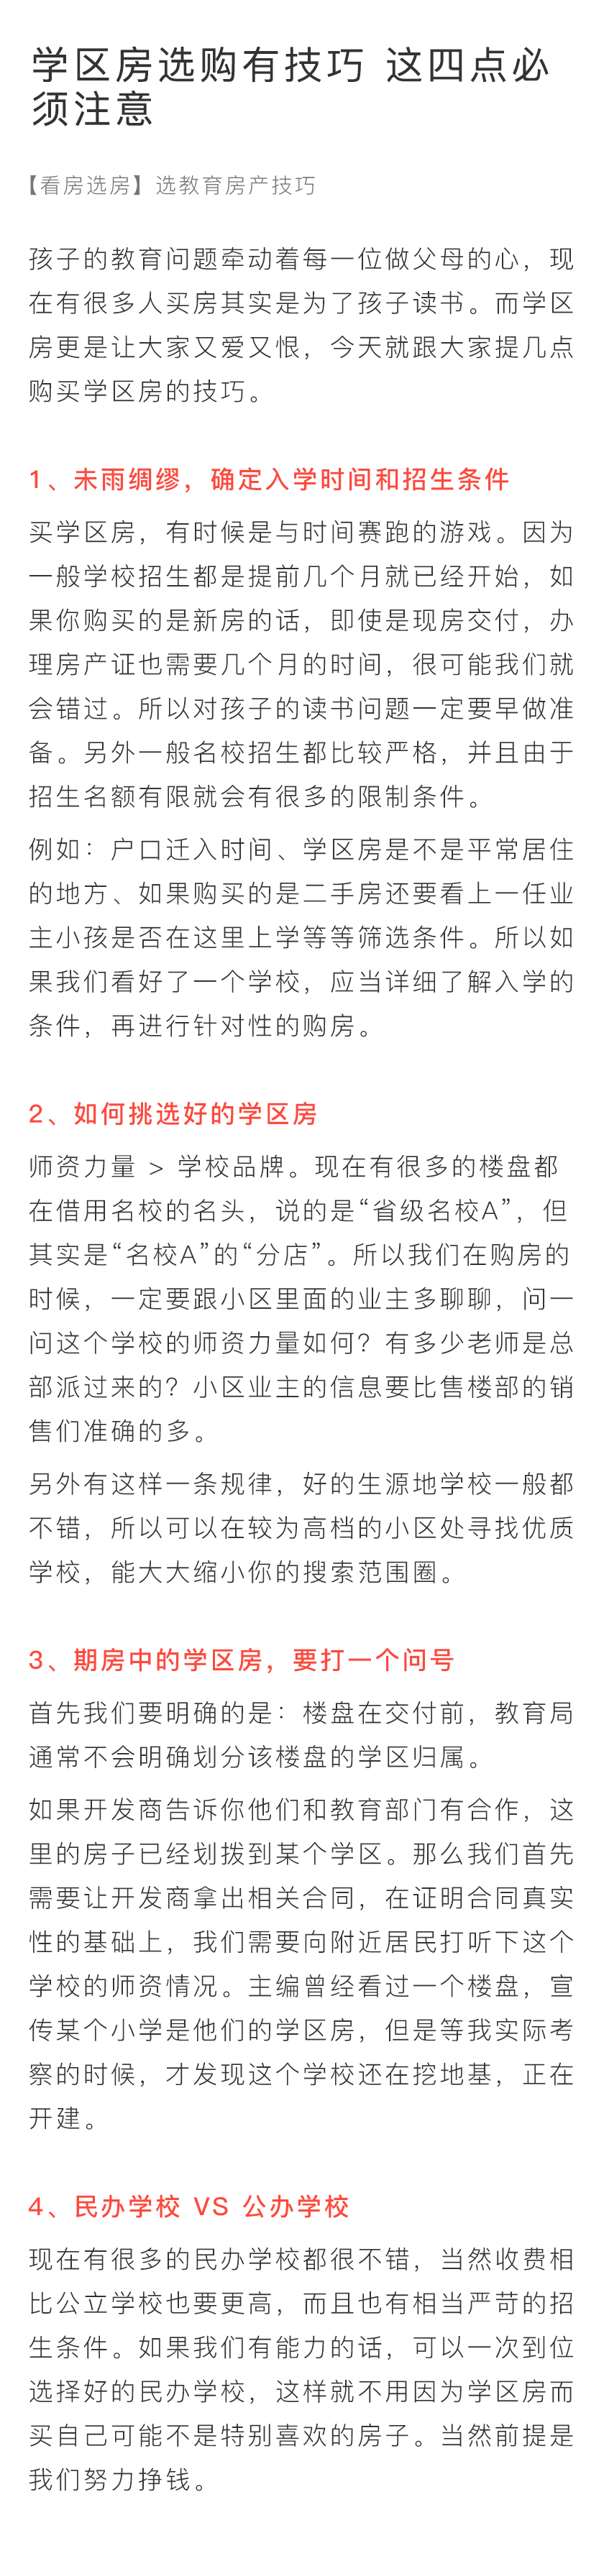 学区房选购有技巧 这四点必
须注意
【看房选房】选教育房产技巧
孩子的教育问题牵动着每一位做父母的心，现
在有很多人买房其实是为了孩子读书。而学区
房更是让大家又爱又恨，今天就跟大家提几点
购买学区房的技巧。
1、未雨绸缪，确定入学时间和招生条件
买学区房，有时候是与时间赛跑的游戏。因为
一般学校招生都是提前几个月就已经开始，如
果你购买的是新房的话，即使是现房交付，办
理房产证也需要几个月的时间，很可能我们就
会错过。所以对孩子的读书问题一定要早做准
备。另外一般名校招生都比较严格，并且由于
招生名额有限就会有很多的限制条件。
例如：户口迁入时间、学区房是不是平常居住
的地方、如果购买的是二手房还要看上一任业
主小孩是否在这里上学等等筛选条件。所以如
果我们看好了一个学校，应当详细了解入学的
条件，再进行针对性的购房。
2、如何挑选好的学区房
师资力量 > 学校品牌。现在有很多的楼盘都
在借用名校的名头，说的是“省级名校A”，但
其实是“名校A”的“分店”。所以我们在购房的
时候，一定要跟小区里面的业主多聊聊，问一
问这个学校的师资力量如何？有多少老师是总
部派过来的？小区业主的信息要比售楼部的销
售们准确的多。
另外有这样一条规律，好的生源地学校一般都
不错，所以可以在较为高档的小区处寻找优质
学校，能大大缩小你的搜索范围圈。
3、期房中的学区房，要打一个问号
首先我们要明确的是：楼盘在交付前，教育局
通常不会明确划分该楼盘的学区归属。
如果开发商告诉你他们和教育部门有合作，这
里的房子已经划拨到某个学区。那么我们首先
需要让开发商拿出相关合同，在证明合同真实
性的基础上，我们需要向附近居民打听下这个
学校的师资情况。主编曾经看过一个楼盘，宣
传某个小学是他们的学区房，但是等我实际考
察的时候，才发现这个学校还在挖地基，正在
开建。
4、民办学校 VS 公办学校
现在有很多的民办学校都很不错，当然收费相
比公立学校也要更高，而且也有相当严苛的招
生条件。如果我们有能力的话，可以一次到位
选择好的民办学校，这样就不用因为学区房而
买自己可能不是特别喜欢的房子。当然前提是
我们努力挣钱。